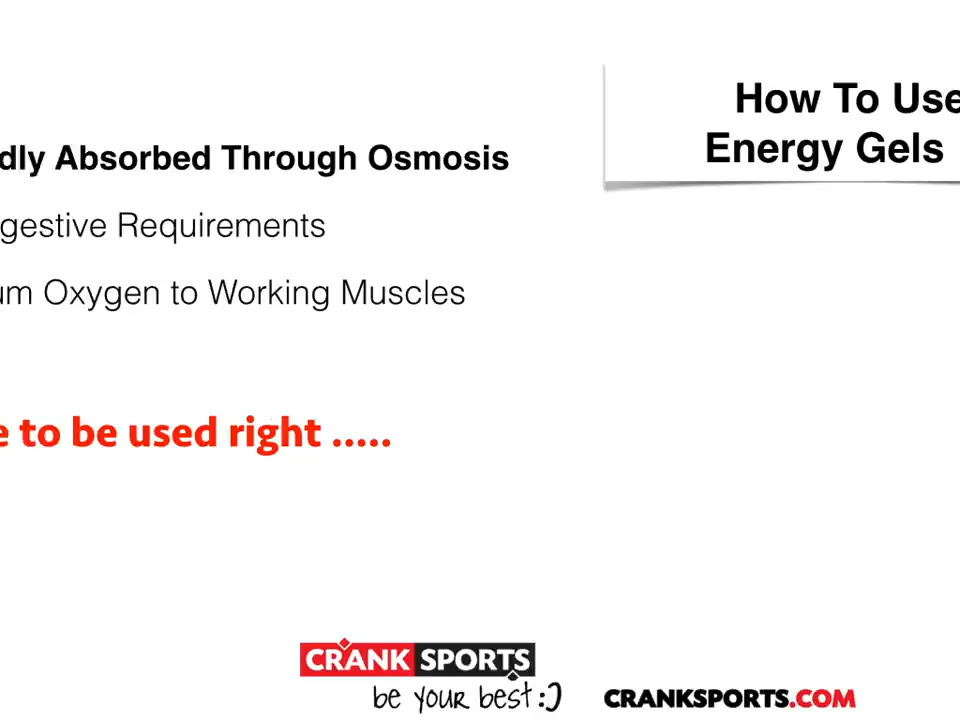 How To Use
Energy Gels
dly Absorbed Through Osmosis
gestive Requirements
um Oxygen to Working Muscles
e to be used right .....
CRANK SPORTS
be your best :)
CRANKSPORTS.COM